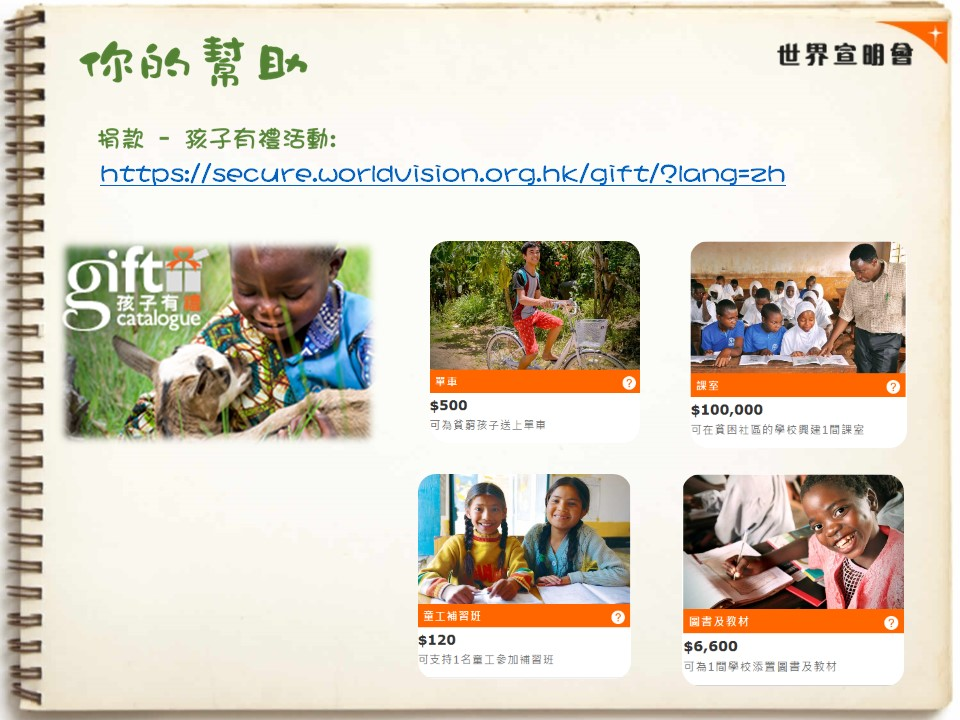 你的幫助
世界宣明會
捐款 - 孩子有禮活動:
https://secure.worldvision.org.hk/gift/?lang=zh
gift
孩子有禮
catalogue
單車 ?
$500
可為貧窮孩子送上單車
課室 ?
$100,000
可在貧困社區的學校興建1間課室
童工補習班 ?
$120
可支持1名童工參加補習班
圖書及教材 ?
$6,600
可為1間學校添置圖書及教材